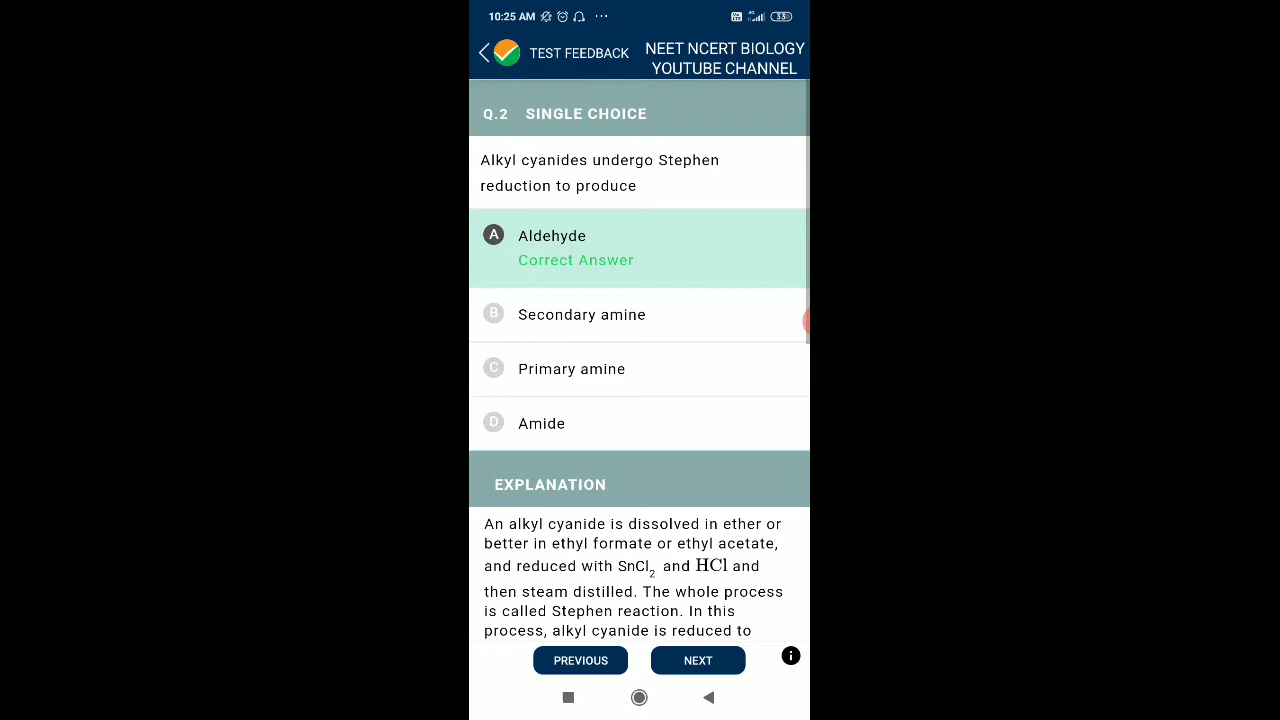 10:25 AM ...
4G 33
TEST FEEDBACK
NEET NCERT BIOLOGY
YOUTUBE CHANNEL
Q.2 SINGLE CHOICE
Alkyl cyanides undergo Stephen
reduction to produce
A Aldehyde
Correct Answer
B Secondary amine
C Primary amine
D Amide
EXPLANATION
An alkyl cyanide is dissolved in ether or
better in ethyl formate or ethyl acetate,
and reduced with SnCl₂ and HCl and
then steam distilled. The whole process
is called Stephen reaction. In this
process, alkyl cyanide is reduced to
PREVIOUS NEXT i